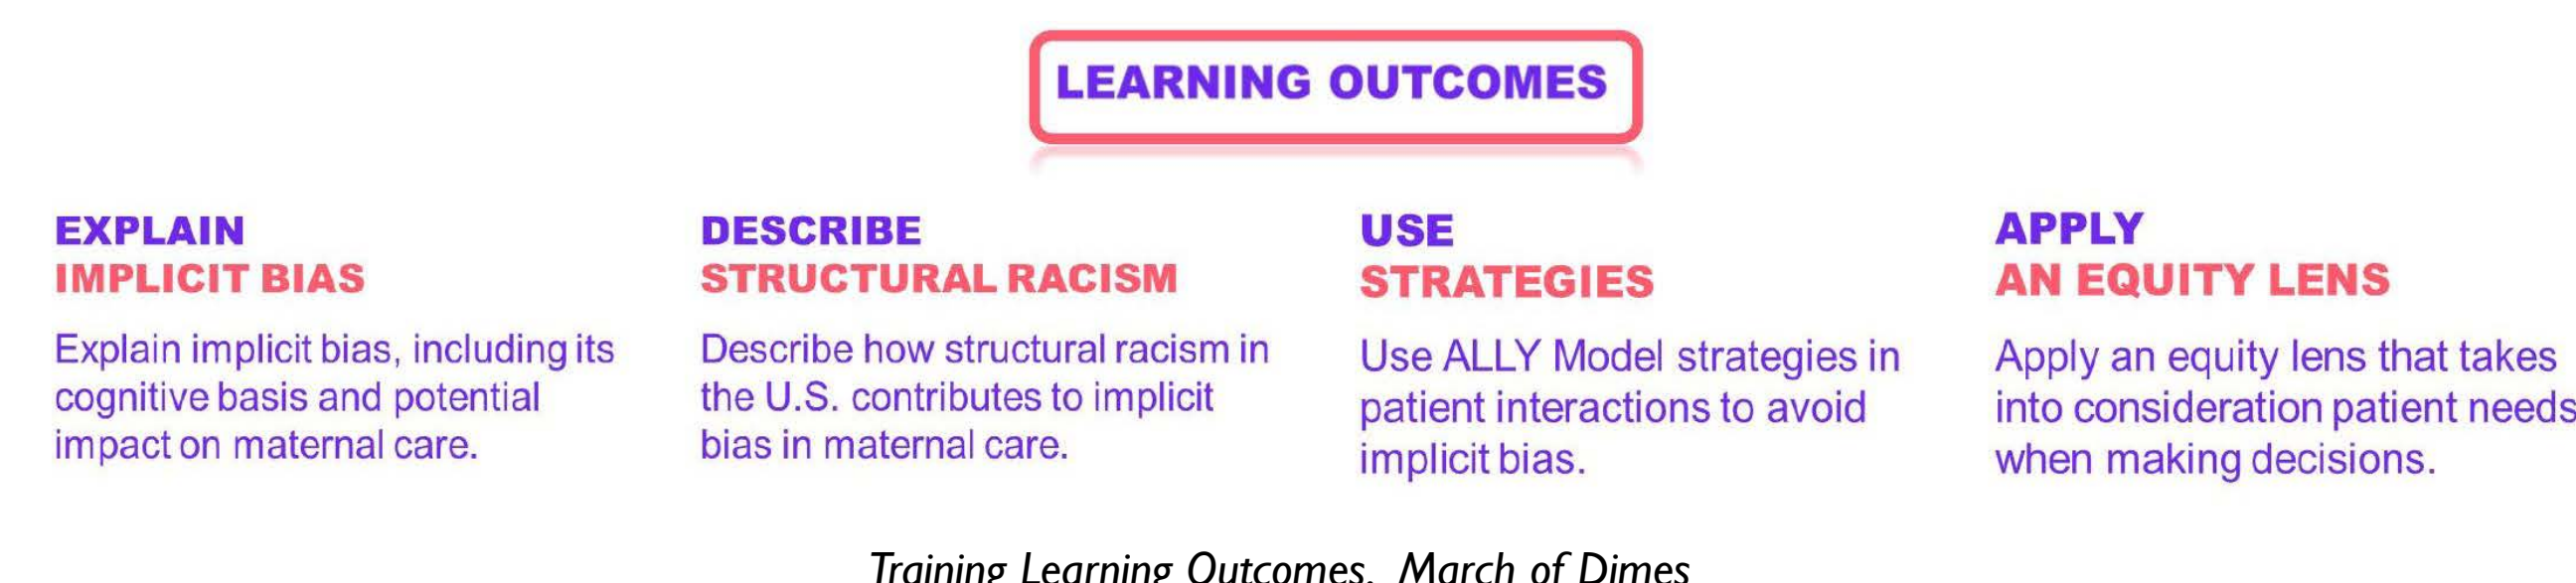 LEARNING OUTCOMES
EXPLAIN
IMPLICIT BIAS
Explain implicit bias, including its
cognitive basis and potential
impact on maternal care.
DESCRIBE
STRUCTURAL RACISM
Describe how structural racism in
the U.S. contributes to implicit
bias in maternal care.
USE
STRATEGIES
Use ALLY Model strategies in
patient interactions to avoid
implicit bias.
APPLY
AN EQUITY LENS
Apply an equity lens that takes
into consideration patient needs
when making decisions.
Training Learning Outcomes, March of Dimes